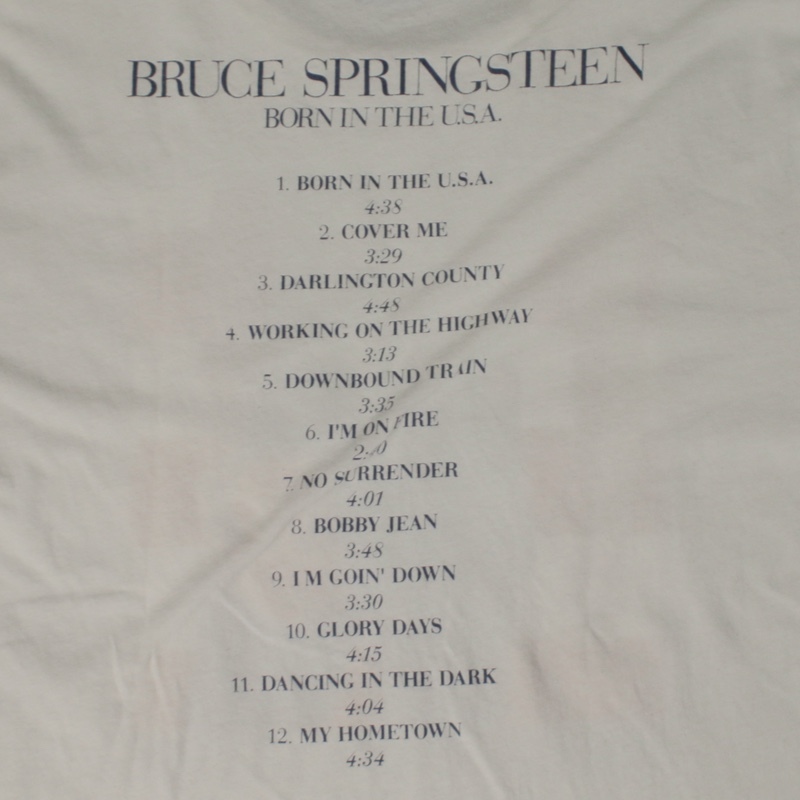 BRUCE SPRINGSTEEN
BORN IN THE U.S.A.
1. BORN IN THE U.S.A.
4:38
2. COVER ME
3:29
3. DARLINGTON COUNTY
4:48
4. WORKING ON THE HIGHWAY
3:13
5. DOWNBOUND TRAIN
3:35
6. I'M ON FIRE
7. NO SURRENDER
4:01
8. BOBBY JEAN
3:48
9. I M GOIN' DOWN
3:30
10. GLORY DAYS
4:15
11. DANCING IN THE DARK
4:04
12. MY HOMETOWN
4:34